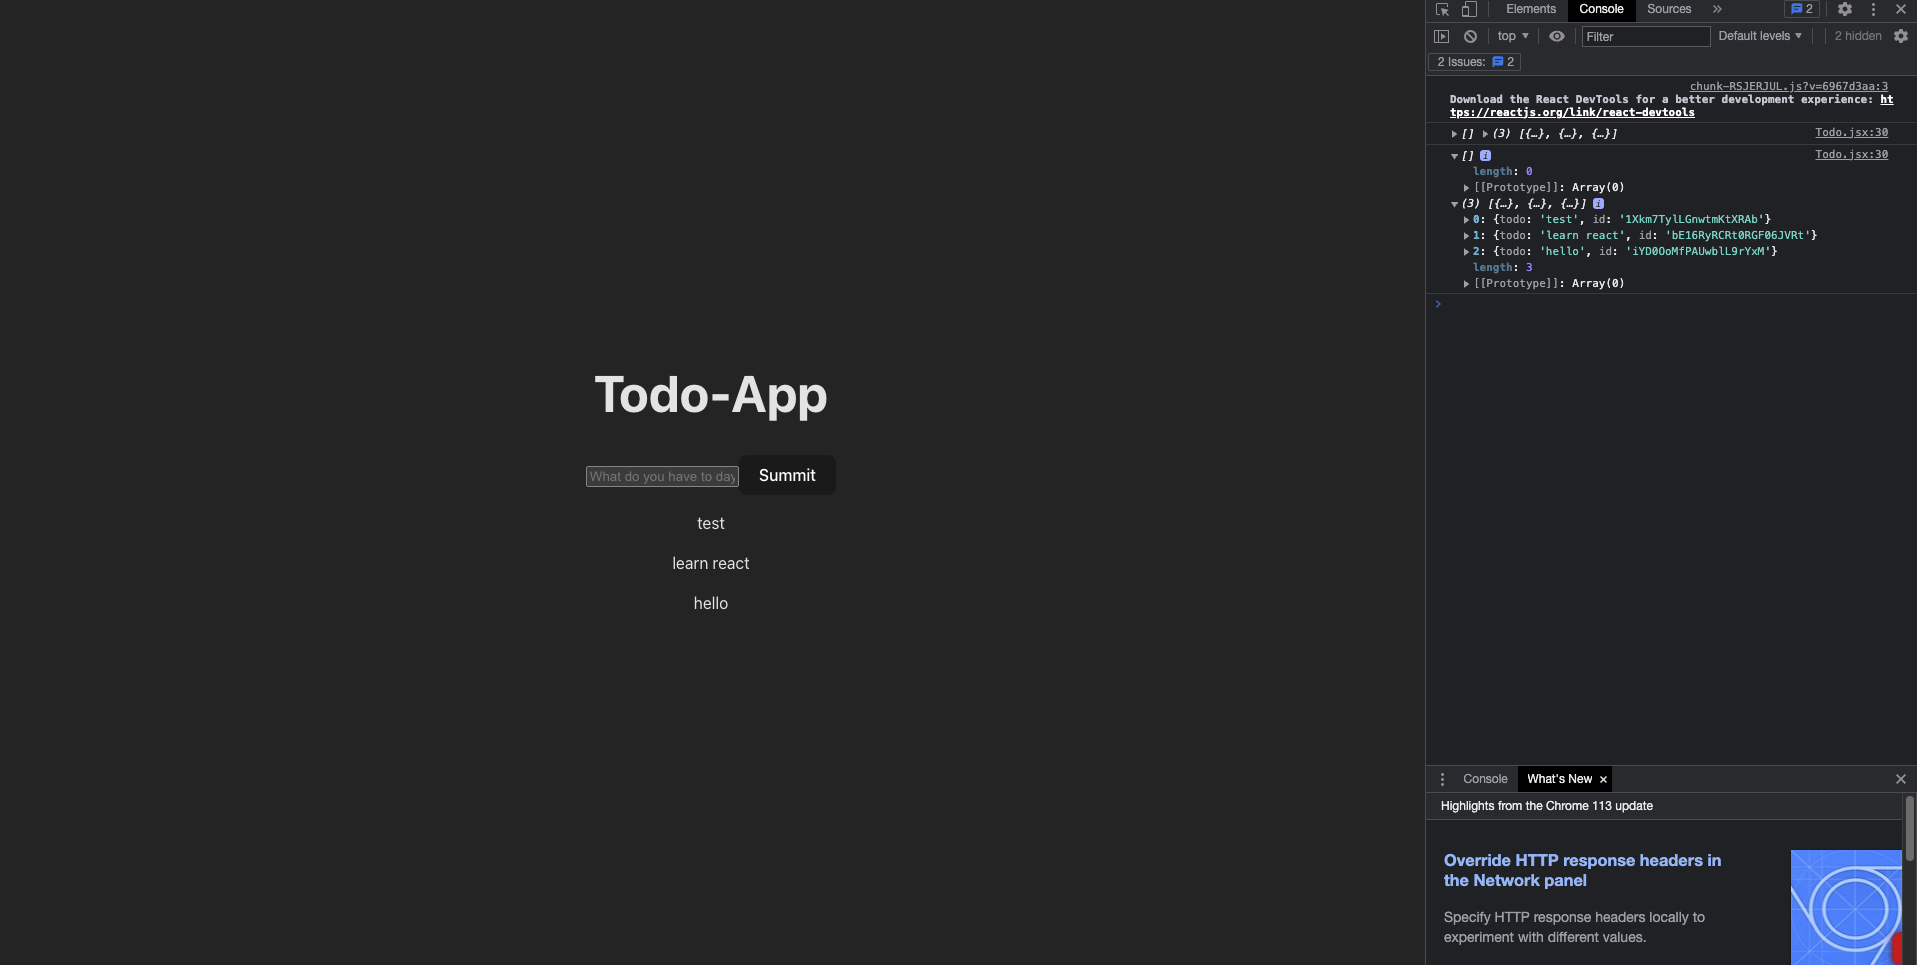 Todo-App
What do you have to day
Summit
test
learn react
hello
Elements Console Sources » 2
top ▼ Filter Default levels ▼ 2 hidden
2 Issues: 2
chunk-RSJERJUL.js?v=6967d3aa:3
Download the React DevTools for a better development experience: ht
tps://reactjs.org/link/react-devtools
▶ [] ▶ (3) [{…}, {…}, {…}] Todo.jsx:30
▼ [] i Todo.jsx:30
length: 0
▶ [[Prototype]]: Array(0)
▼ (3) [{…}, {…}, {…}] i
▶ 0: {todo: 'test', id: '1Xkm7TylLGnwtmKtXRAb'}
▶ 1: {todo: 'learn react', id: 'bE16RyRCRt0RGF06JVRt'}
▶ 2: {todo: 'hello', id: 'iYD0OoMfPAUwblL9rYxM'}
length: 3
▶ [[Prototype]]: Array(0)
>
Console What's New ×
Highlights from the Chrome 113 update
Override HTTP response headers in
the Network panel
Specify HTTP response headers locally to
experiment with different values.